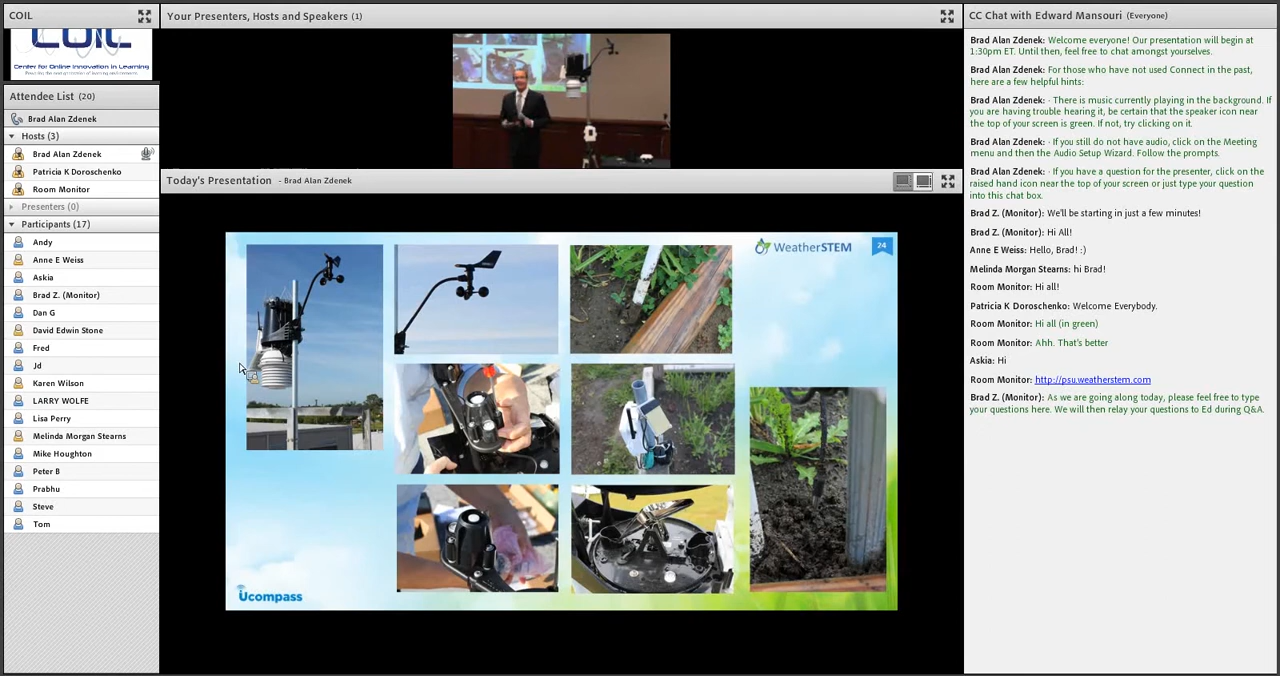 COIL
COIL
Center for Online Innovation in Learning
Attendee List (20)
Brad Alan Zdenek
Hosts (3)
Brad Alan Zdenek
Patricia K Doroschenko
Room Monitor
Presenters (0)
Participants (17)
Andy
Anne E Weiss
Askia
Brad Z. (Monitor)
Dan G
David Edwin Stone
Fred
Jd
Karen Wilson
LARRY WOLFE
Lisa Perry
Melinda Morgan Stearns
Mike Houghton
Peter B
Prabhu
Steve
Tom
Your Presenters, Hosts and Speakers (1)
Today's Presentation - Brad Alan Zdenek
WeatherSTEM
24
Ucompass
CC Chat with Edward Mansouri (Everyone)
Brad Alan Zdenek: Welcome everyone! Our presentation will begin at
1:30pm ET. Until then, feel free to chat amongst yourselves.
Brad Alan Zdenek: For those who have not used Connect in the past,
here are a few helpful hints:
Brad Alan Zdenek: - There is music currently playing in the background. If
you are having trouble hearing it, be certain that the speaker icon near
the top of your screen is green. If not, try clicking on it.
Brad Alan Zdenek: - If you still do not have audio, click on the Meeting
menu and then the Audio Setup Wizard. Follow the prompts.
Brad Alan Zdenek: - If you have a question for the presenter, click on the
raised hand icon near the top of your screen or just type your question
into this chat box.
Brad Z. (Monitor): We'll be starting in just a few minutes!
Brad Z. (Monitor): Hi All!
Anne E Weiss: Hello, Brad! :)
Melinda Morgan Stearns: hi Brad!
Room Monitor: Hi all!
Patricia K Doroschenko: Welcome Everybody.
Room Monitor: Hi all (in green)
Room Monitor: Ahh. That's better
Askia: Hi
Room Monitor: http://psu.weatherstem.com
Brad Z. (Monitor): As we are going along today, please feel free to type
your questions here. We will then relay your questions to Ed during Q&A.